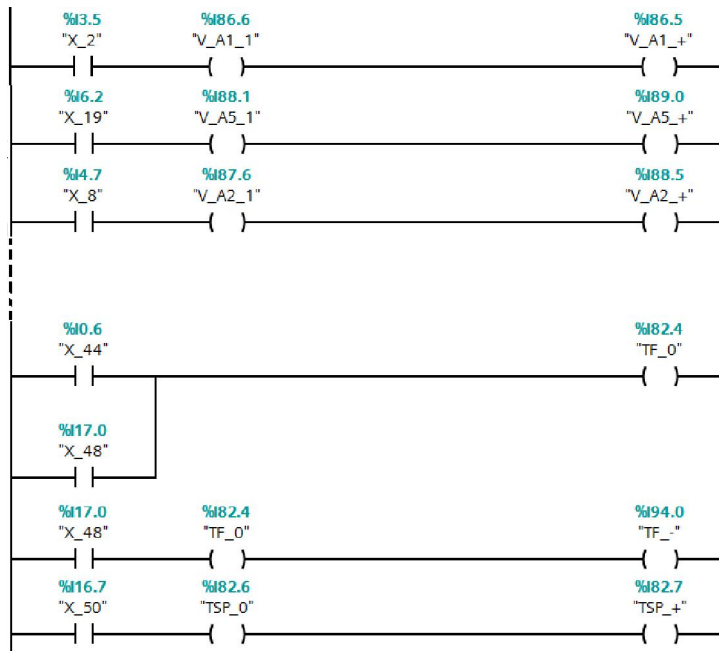 %I3.5 %I86.6 %I86.5
"X_2" "V_A1_1" "V_A1_+"
%I6.2 %I88.1 %I89.0
"X_19" "V_A5_1" "V_A5_+"
%I4.7 %I87.6 %I88.5
"X_8" "V_A2_1" "V_A2_+"
%I0.6 %I82.4
"X_44" "TF_0"
%I17.0
"X_48"
%I17.0 %I82.4 %I94.0
"X_48" "TF_0" "TF_-"
%I16.7 %I82.6 %I82.7
"X_50" "TSP_0" "TSP_+"